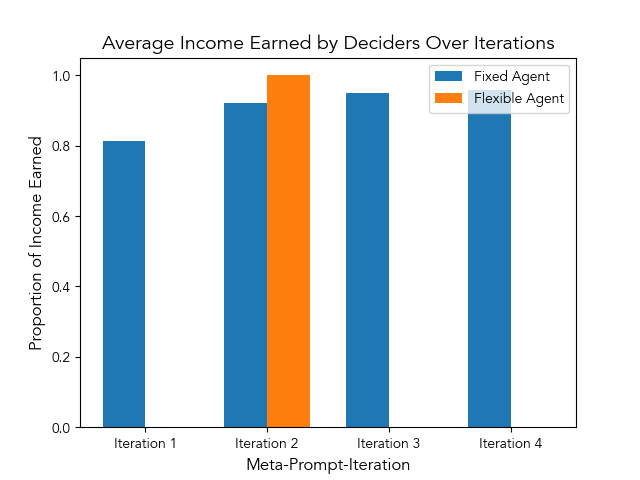 Average Income Earned by Deciders Over Iterations
Fixed Agent
Flexible Agent
Proportion of Income Earned
1.0
0.8
0.6
0.4
0.2
0.0
Iteration 1
Iteration 2
Iteration 3
Iteration 4
Meta-Prompt-Iteration